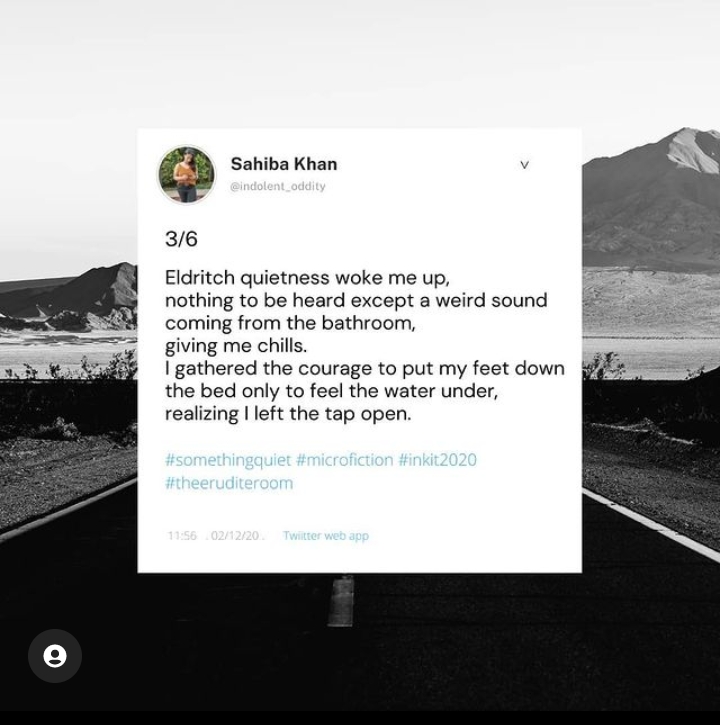 Sahiba Khan
@indolent_oddity
3/6
Eldritch quietness woke me up,
nothing to be heard except a weird sound
coming from the bathroom,
giving me chills.
I gathered the courage to put my feet down
the bed only to feel the water under,
realizing I left the tap open.
#somethingquiet #microfiction #inkit2020
#theeruditeroom
11:56 . 02/12/20 . Twiitter web app